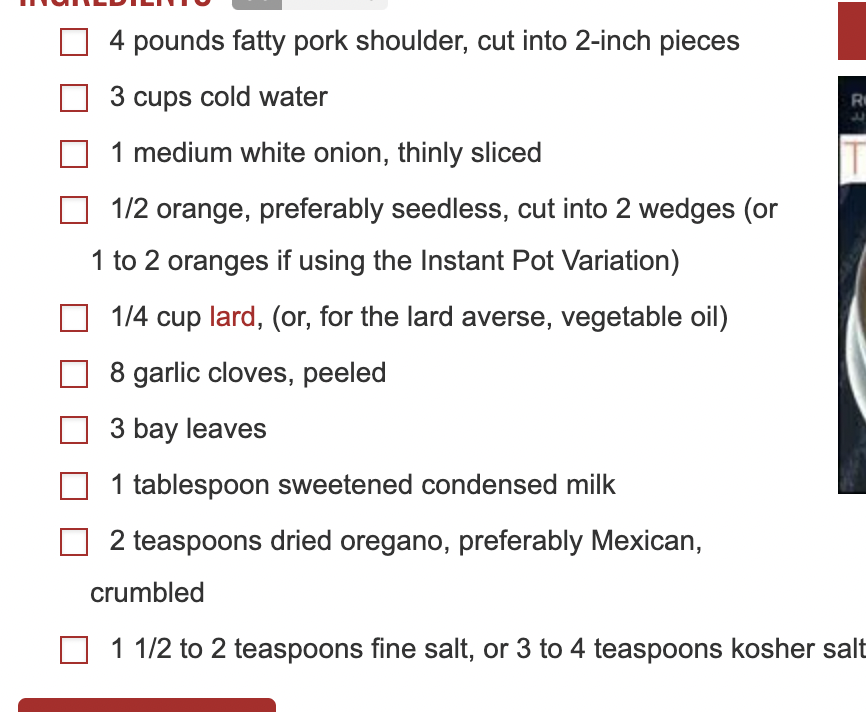 INGREDIENTS
4 pounds fatty pork shoulder, cut into 2-inch pieces
3 cups cold water
1 medium white onion, thinly sliced
1/2 orange, preferably seedless, cut into 2 wedges (or
1 to 2 oranges if using the Instant Pot Variation)
1/4 cup lard, (or, for the lard averse, vegetable oil)
8 garlic cloves, peeled
3 bay leaves
1 tablespoon sweetened condensed milk
2 teaspoons dried oregano, preferably Mexican,
crumbled
1 1/2 to 2 teaspoons fine salt, or 3 to 4 teaspoons kosher salt